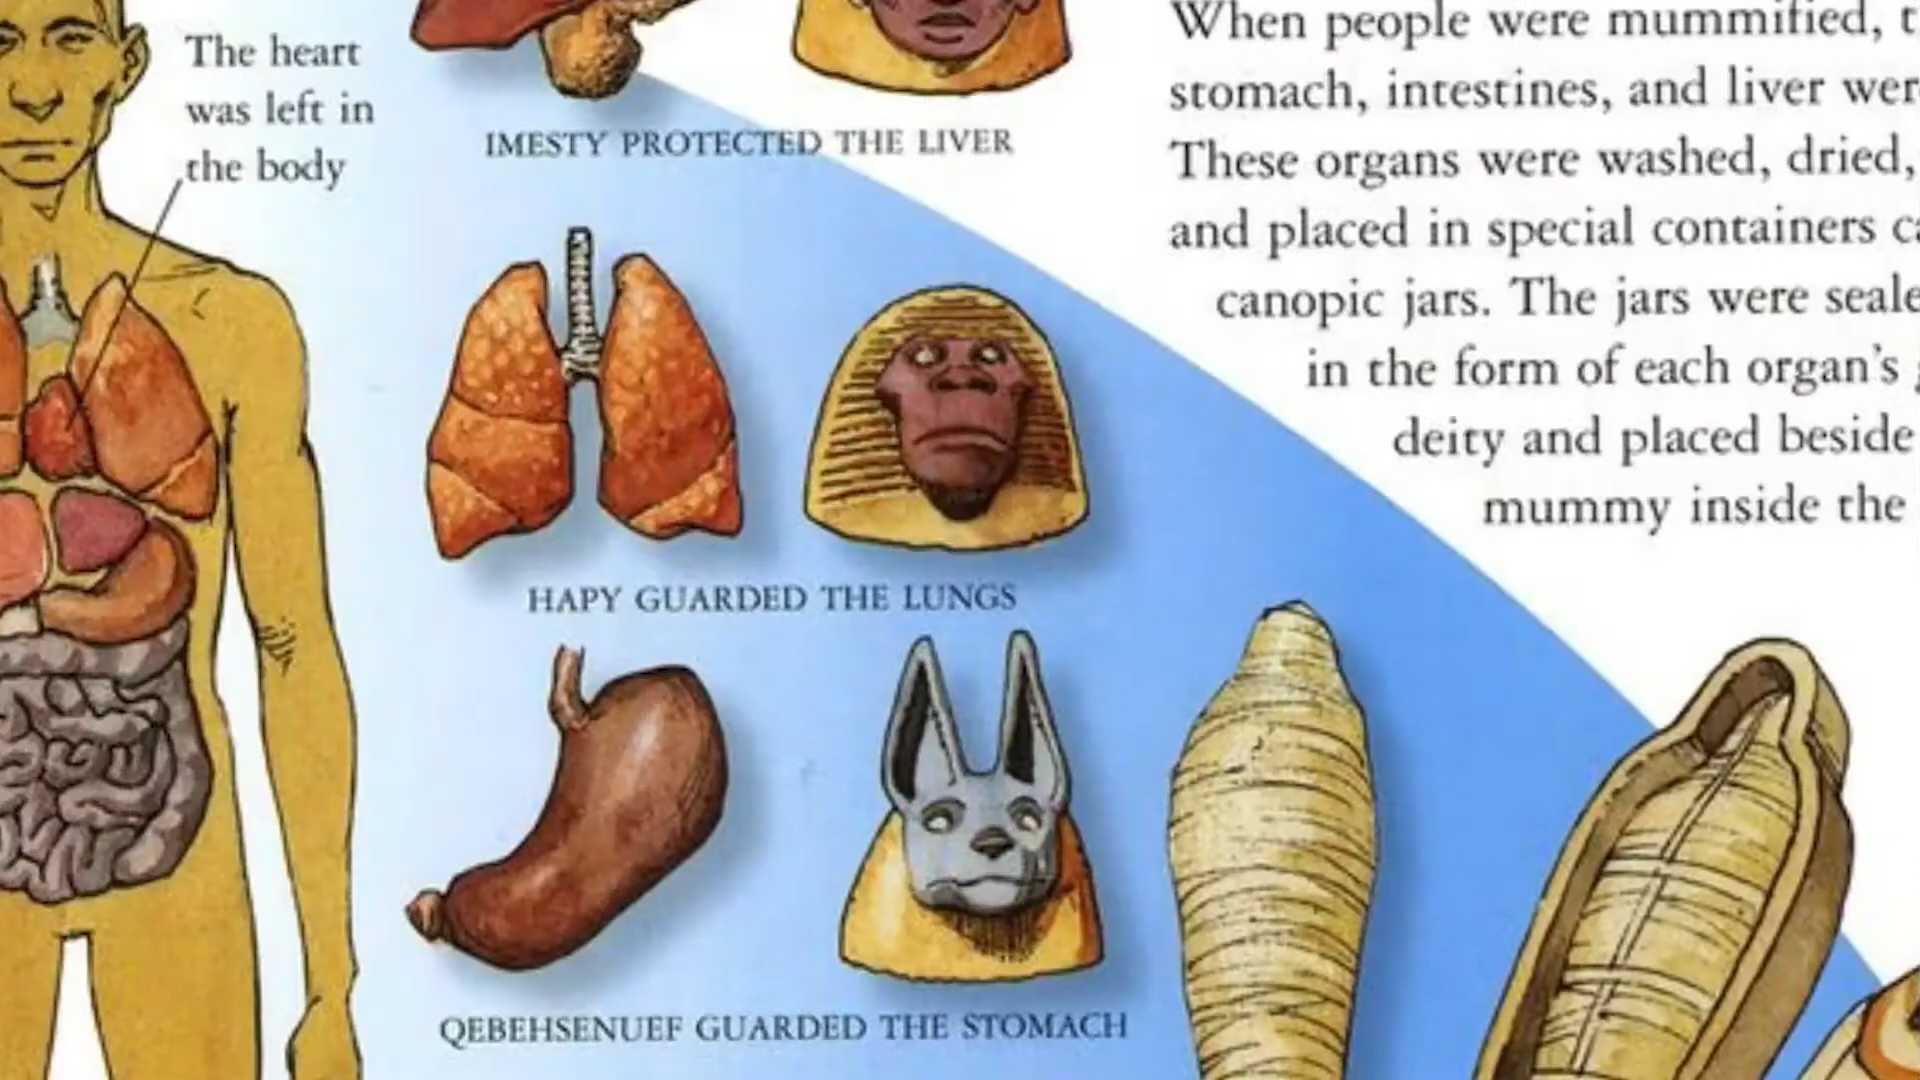 The heart
was left in
the body
IMESTY PROTECTED THE LIVER
HAPY GUARDED THE LUNGS
QEBEHSENUEF GUARDED THE STOMACH
When people were mummified,
stomach, intestines, and liver
These organs were washed, dried,
and placed in special containers
canopic jars. The jars were
in the form of each organ's
deity and placed beside
mummy inside the